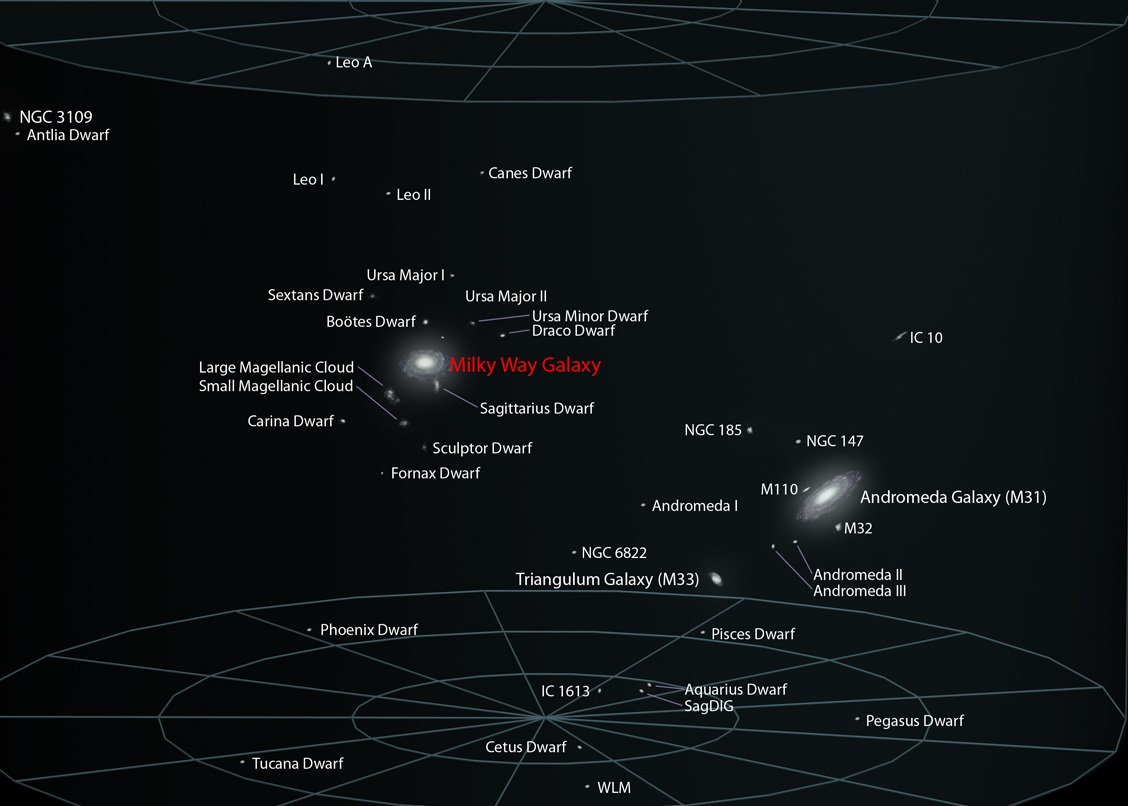 Leo A
NGC 3109
Antlia Dwarf
Canes Dwarf
Leo I
Leo II
Ursa Major I
Sextans Dwarf
Ursa Major II
Ursa Minor Dwarf
Boötes Dwarf
Draco Dwarf
IC 10
Milky Way Galaxy
Large Magellanic Cloud
Small Magellanic Cloud
Sagittarius Dwarf
Carina Dwarf
NGC 185
NGC 147
Sculptor Dwarf
Fornax Dwarf
M110
Andromeda Galaxy (M31)
Andromeda I
M32
NGC 6822
Andromeda II
Triangulum Galaxy (M33)
Andromeda III
Phoenix Dwarf
Pisces Dwarf
IC 1613
Aquarius Dwarf
SagDIG
Pegasus Dwarf
Cetus Dwarf
Tucana Dwarf
WLM